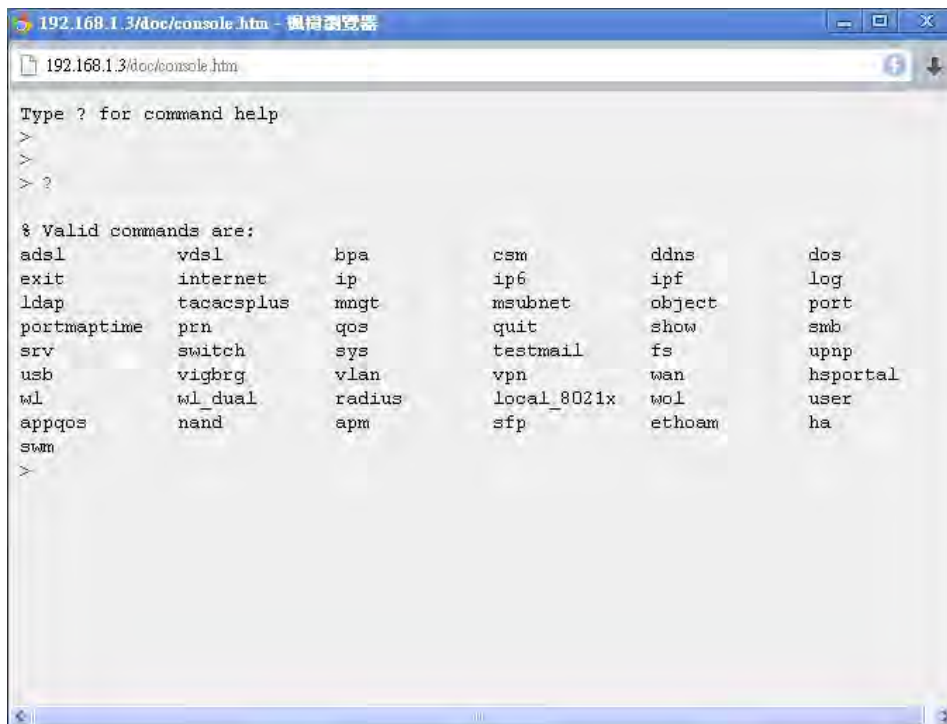 192.168.1.3/doc/console.htm - 楓樹瀏覽器
192.168.1.3/doc/console.htm
Type ? for command help
>
>
> ?
% Valid commands are:
adsl vdsl bpa csm ddns dos
exit internet ip ip6 ipf log
ldap tacacsplus mngt msubnet object port
portmaptime prn qos quit show smb
srv switch sys testmail fs upnp
usb vigbrg vlan vpn wan hsportal
wl wl_dual radius local_8021x wol user
appqos nand apm sfp ethoam ha
swm
>